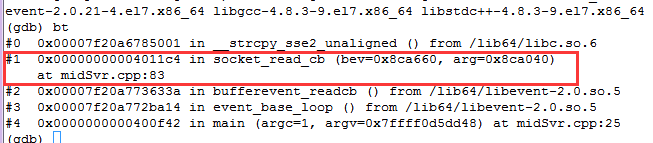 event-2.0.21-4.el7.x86_64 libgcc-4.8.3-9.el7.x86_64 libstdc++-4.8.3-9.el7.x86_64
(gdb) bt
#0  0x00007f20a6785001 in __strcpy_sse2_unaligned () from /lib64/libc.so.6
#1  0x00000000004011c4 in socket_read_cb (bev=0x8ca660, arg=0x8ca040)
    at midSvr.cpp:83
#2  0x00007f20a773633a in bufferevent_readcb () from /lib64/libevent-2.0.so.5
#3  0x00007f20a772ba14 in event_base_loop () from /lib64/libevent-2.0.so.5
#4  0x0000000000400f42 in main (argc=1, argv=0x7ffff0d5dd48) at midSvr.cpp:25
(gdb)